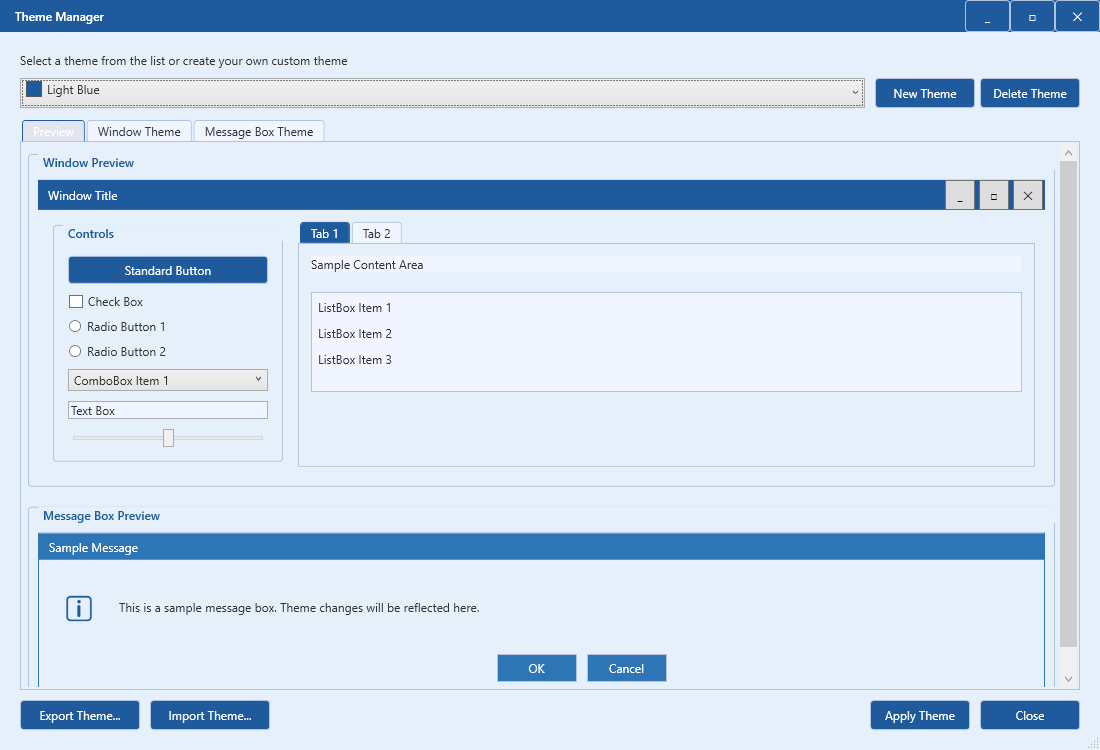 Theme Manager
Select a theme from the list or create your own custom theme
Light Blue
New Theme
Delete Theme
Preview
Window Theme
Message Box Theme
Window Preview
Window Title
Controls
Tab 1
Tab 2
Standard Button
Sample Content Area
Check Box
ListBox Item 1
Radio Button 1
ListBox Item 2
Radio Button 2
ListBox Item 3
ComboBox Item 1
Text Box
Message Box Preview
Sample Message
This is a sample message box. Theme changes will be reflected here.
OK
Cancel
Export Theme...
Import Theme...
Apply Theme
Close